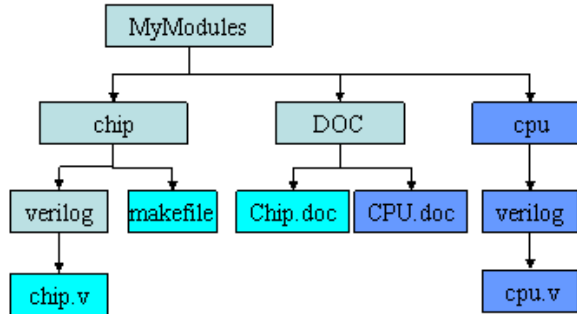 MyModules
chip
DOC
cpu
verilog
makefile
Chip.doc
CPU.doc
verilog
chip.v
cpu.v